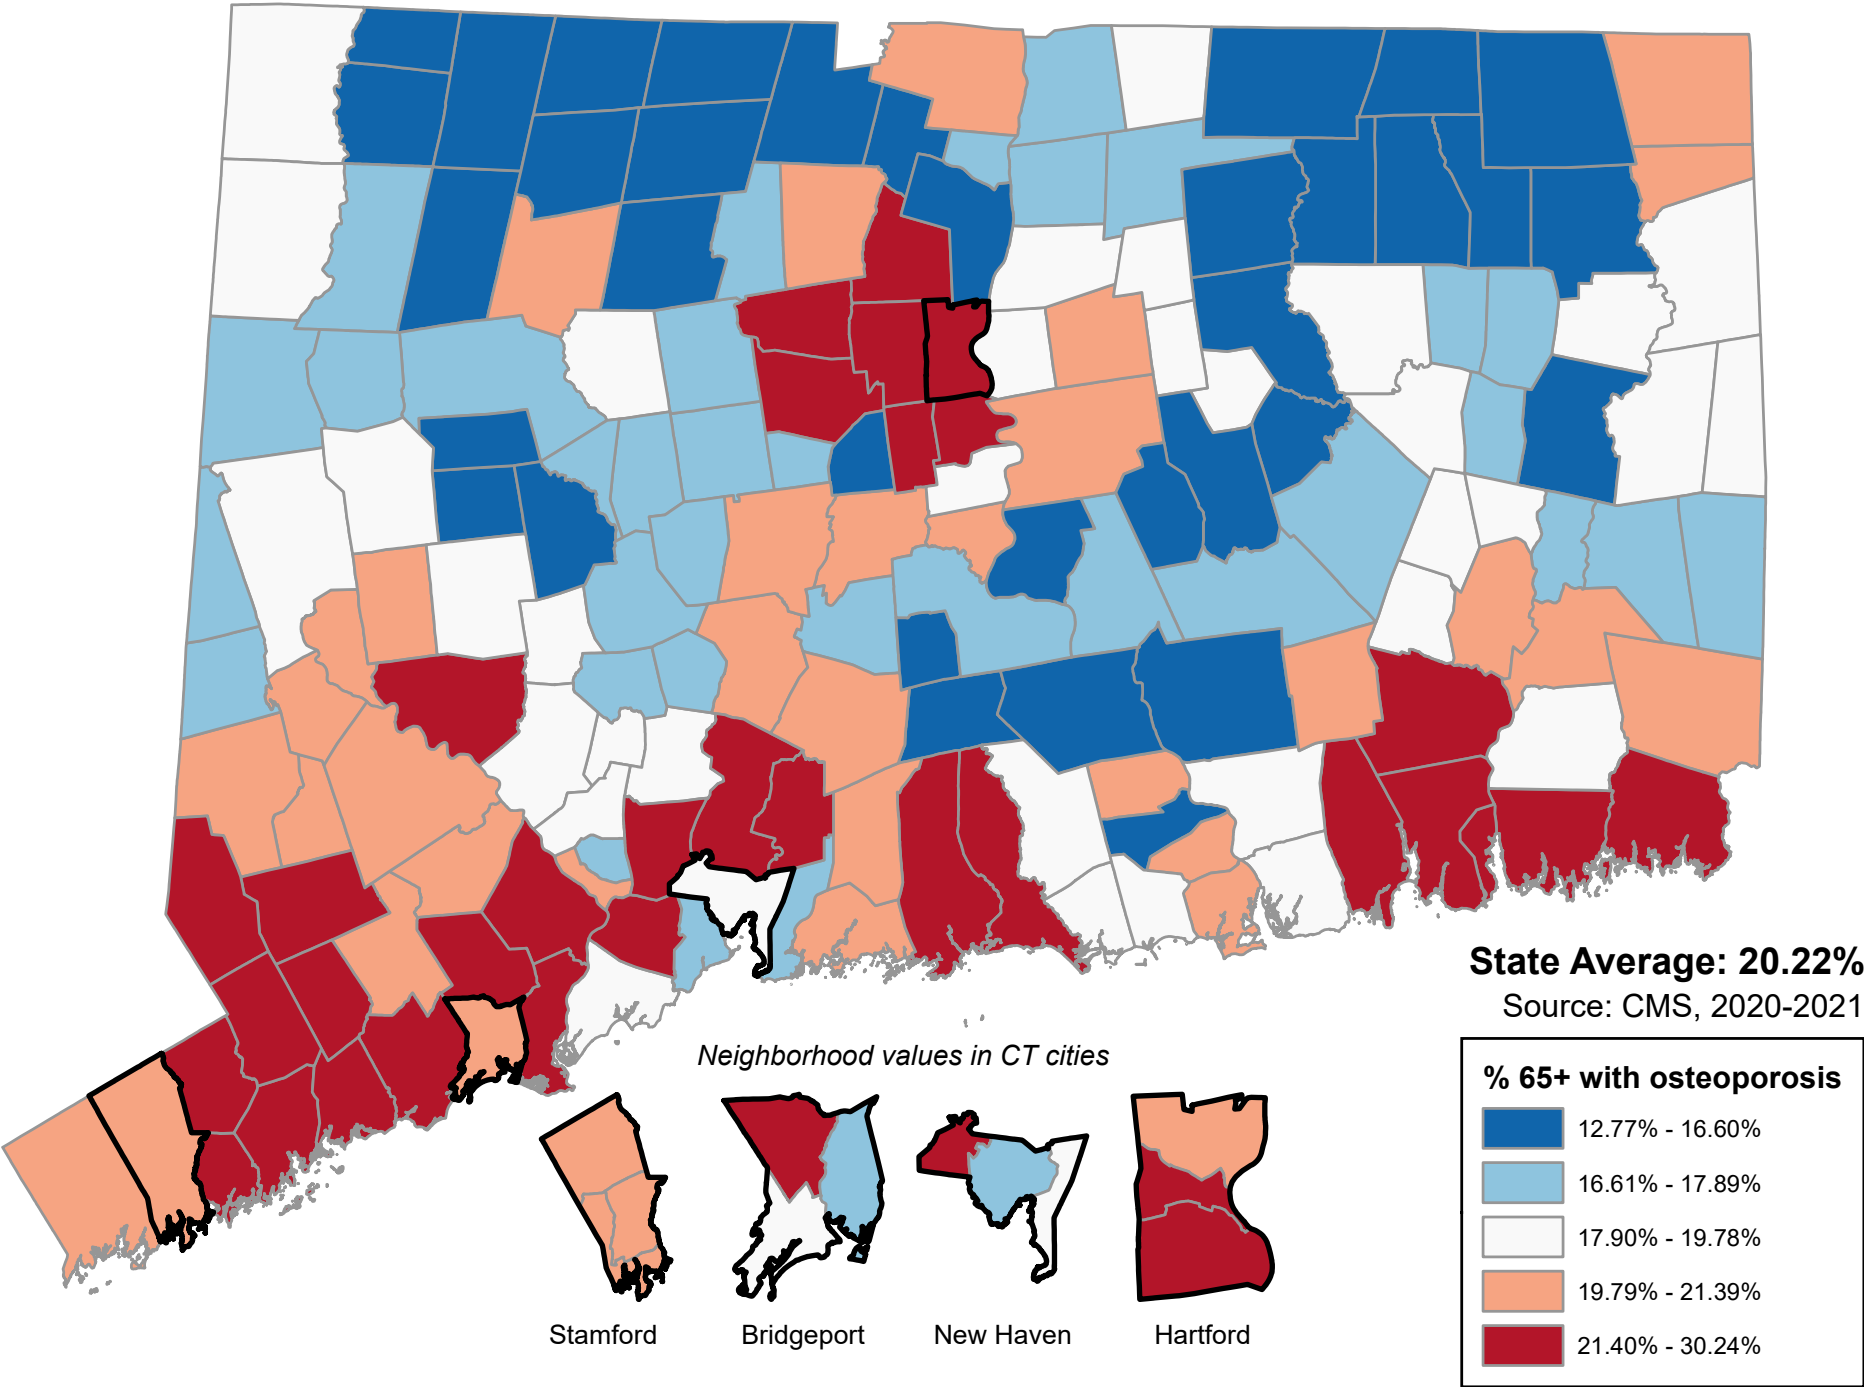 State Average: 20.22%
Source: CMS, 2020-2021
Neighborhood values in CT cities
% 65+ with osteoporosis
12.77% - 16.60%
16.61% - 17.89%
17.90% - 19.78%
19.79% - 21.39%
21.40% - 30.24%
Stamford
Bridgeport
New Haven
Hartford